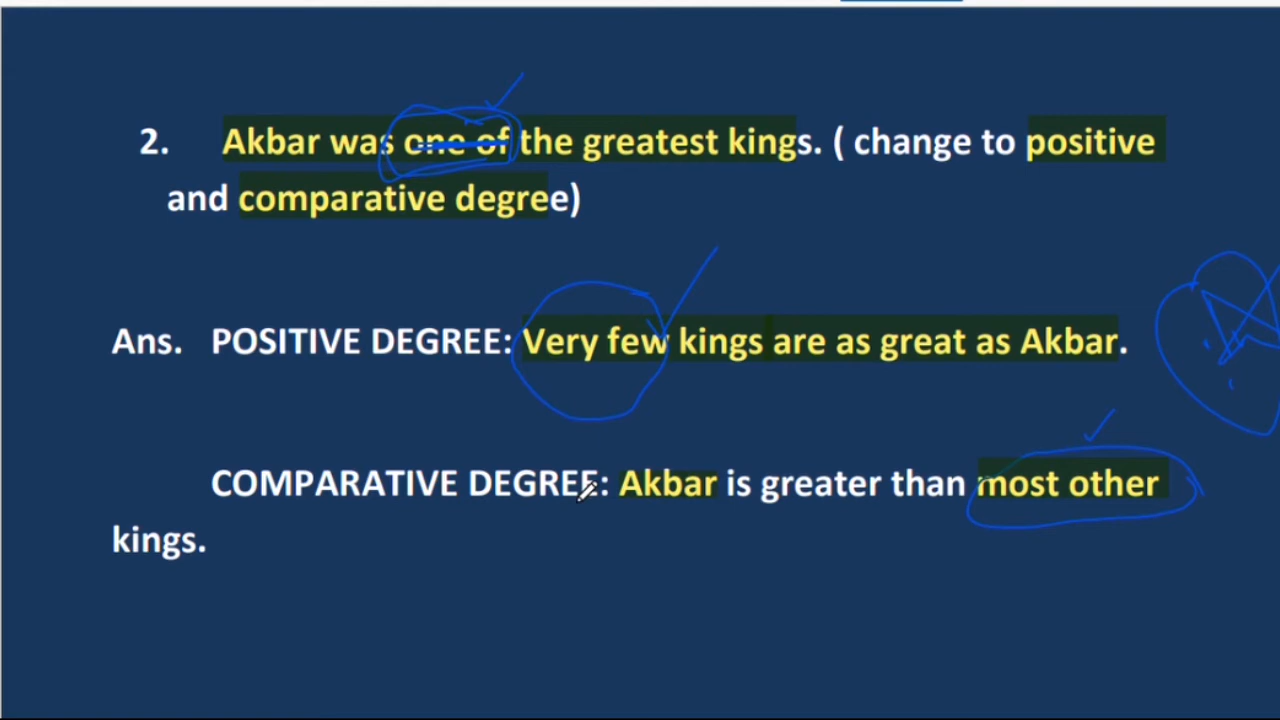 2. Akbar was one of the greatest kings. ( change to positive
and comparative degree)
Ans. POSITIVE DEGREE: Very few kings are as great as Akbar.
COMPARATIVE DEGREE: Akbar is greater than most other
kings.